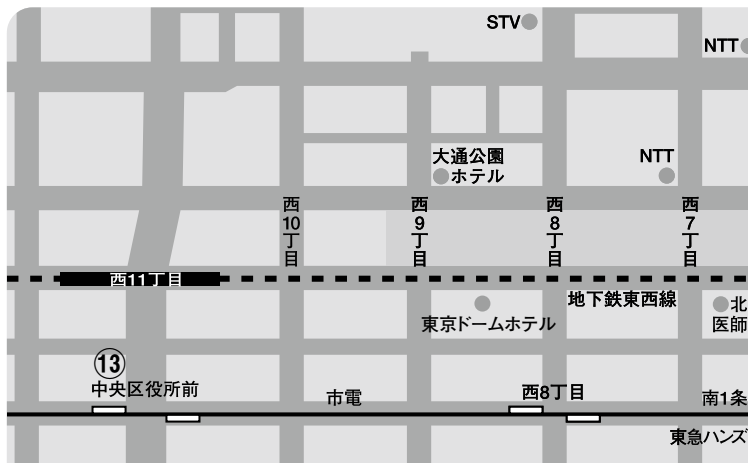 STV
NTT
大通公園
ホテル
NTT
西10丁目
西9丁目
西8丁目
西7丁目
西11丁目
地下鉄東西線
東京ドームホテル
北
医師
⑬
中央区役所前
市電
西8丁目
南1条
東急ハンズ